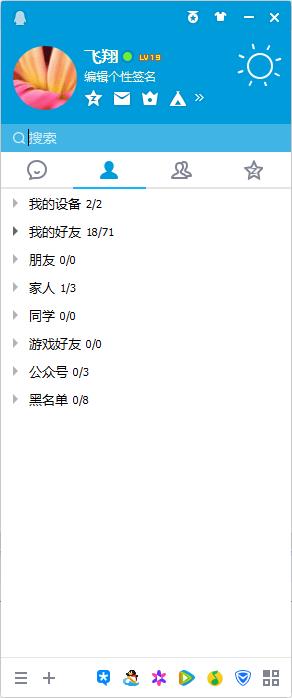 飞翔 LV19
编辑个性签名
搜索
我的设备 2/2
我的好友 18/71
朋友 0/0
家人 1/3
同学 0/0
游戏好友 0/0
公众号 0/3
黑名单 0/8